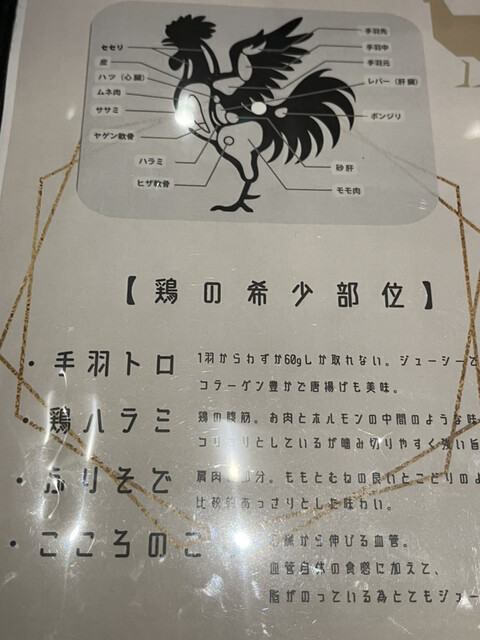 セセリ
皮
ハツ（心臓）
ムネ肉
ササミ
ヤゲン軟骨
ハラミ
ヒザ軟骨
手羽先
手羽中
手羽元
レバー（肝臓）
ボンジリ
砂肝
モモ肉
【鶏の希少部位】
・手羽トロ
1羽からわずか60gしか取れない。ジューシーで
コラーゲン豊かで唐揚げも美味。
・鶏ハラミ
鶏の腹筋。お肉とホルモンの中間のような味
コリコリとしているが噛み切りやすく強い旨
・ふりそで
肩肉の部分。ももとむねの良いとこどりのよ
比較的あっさりとした味わい。
・こころのこ
から伸びる血管。
血管自体の食感に加えて、
脂がのっている為とてもジュー